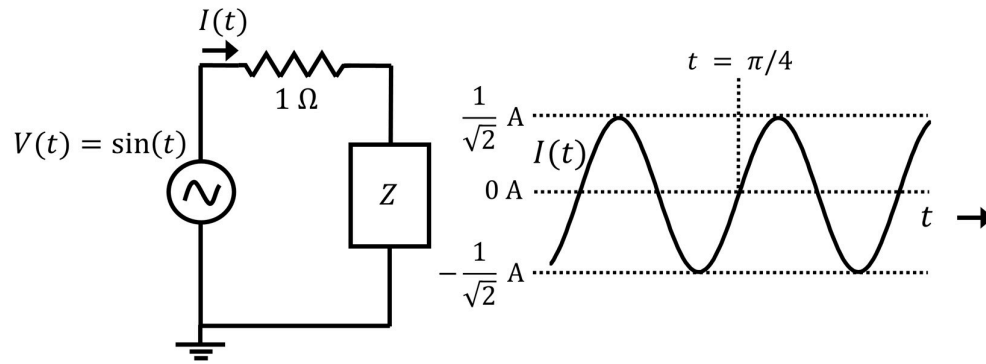 I(t)
1 Ω
V(t) = sin(t)
Z
t = π/4
1/√2 A
I(t)
0 A
t
−1/√2 A